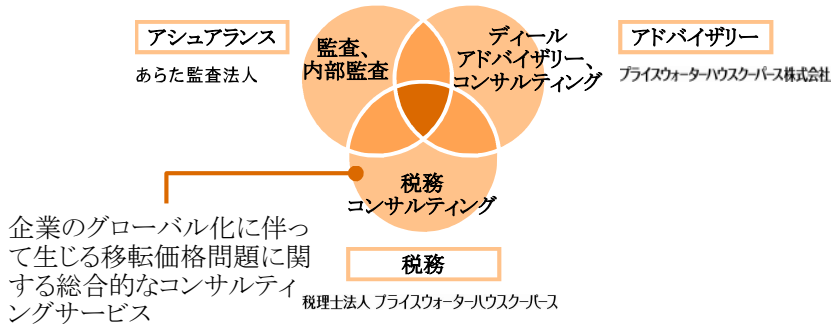 アシュアランス
あらた監査法人
監査、
内部監査
ディール
アドバイザリー、
コンサルティング
アドバイザリー
プライスウォーターハウスクーパース株式会社
税務
コンサルティング
企業のグローバル化に伴っ
て生じる移転価格問題に関
する総合的なコンサルティ
ングサービス
税務
税理士法人 プライスウォーターハウスクーパース